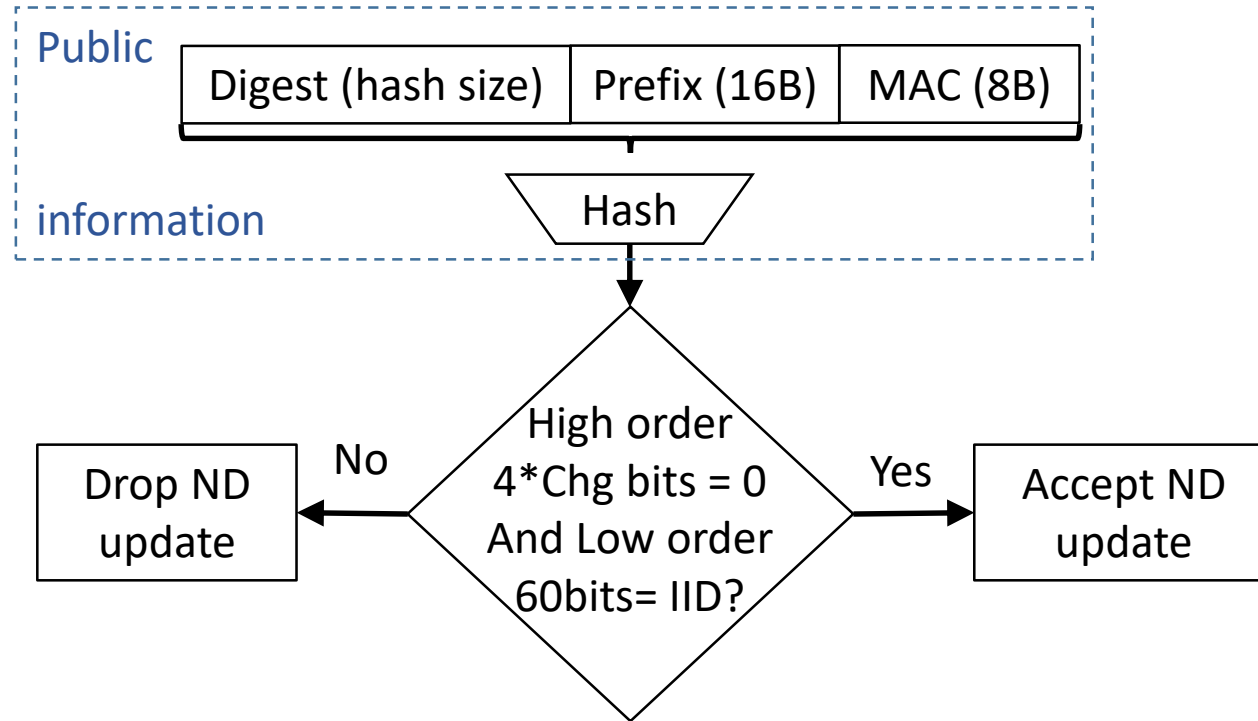 Public
Digest (hash size) Prefix (16B) MAC (8B)
information
Hash
High order
4*Chg bits = 0
And Low order
60bits= IID?
No
Yes
Drop ND
update
Accept ND
update